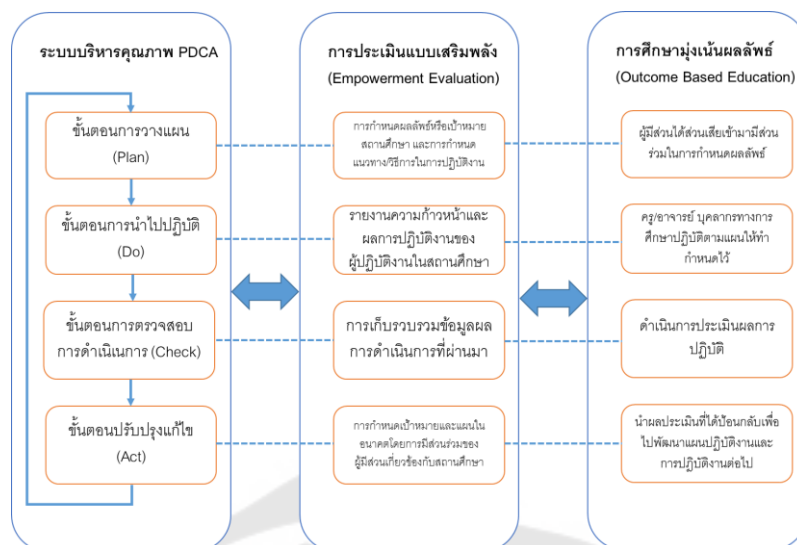 ระบบบริหารคุณภาพ PDCA
ขั้นตอนการวางแผน
(Plan)
ขั้นตอนการนำไปปฏิบัติ
(Do)
ขั้นตอนการตรวจสอบ
การดำเนินการ (Check)
ขั้นตอนปรับปรุงแก้ไข
(Act)
การประเมินแบบเสริมพลัง
(Empowerment Evaluation)
การกำหนดผลลัพธ์หรือเป้าหมาย
สถานศึกษา และการกำหนด
แนวทาง/วิธีการในการปฏิบัติงาน
รายงานความก้าวหน้าและ
ผลการปฏิบัติงานของ
ผู้ปฏิบัติงานในสถานศึกษา
การเก็บรวบรวมข้อมูลผล
การดำเนินการที่ผ่านมา
การกำหนดเป้าหมายและแผนใน
อนาคตโดยการมีส่วนร่วมของ
ผู้มีส่วนเกี่ยวข้องกับสถานศึกษา
การศึกษามุ่งเน้นผลลัพธ์
(Outcome Based Education)
ผู้มีส่วนได้ส่วนเสียเข้ามามีส่วน
ร่วมในการกำหนดผลลัพธ์
ครู/อาจารย์ บุคลากรทางการ
ศึกษาปฏิบัติตามแผนให้ทำ
กำหนดไว้
ดำเนินการประเมินผลการ
ปฏิบัติ
นำผลประเมินที่ได้ป้อนกลับเพื่อ
ไปพัฒนาแผนปฏิบัติงานและ
การปฏิบัติงานต่อไป